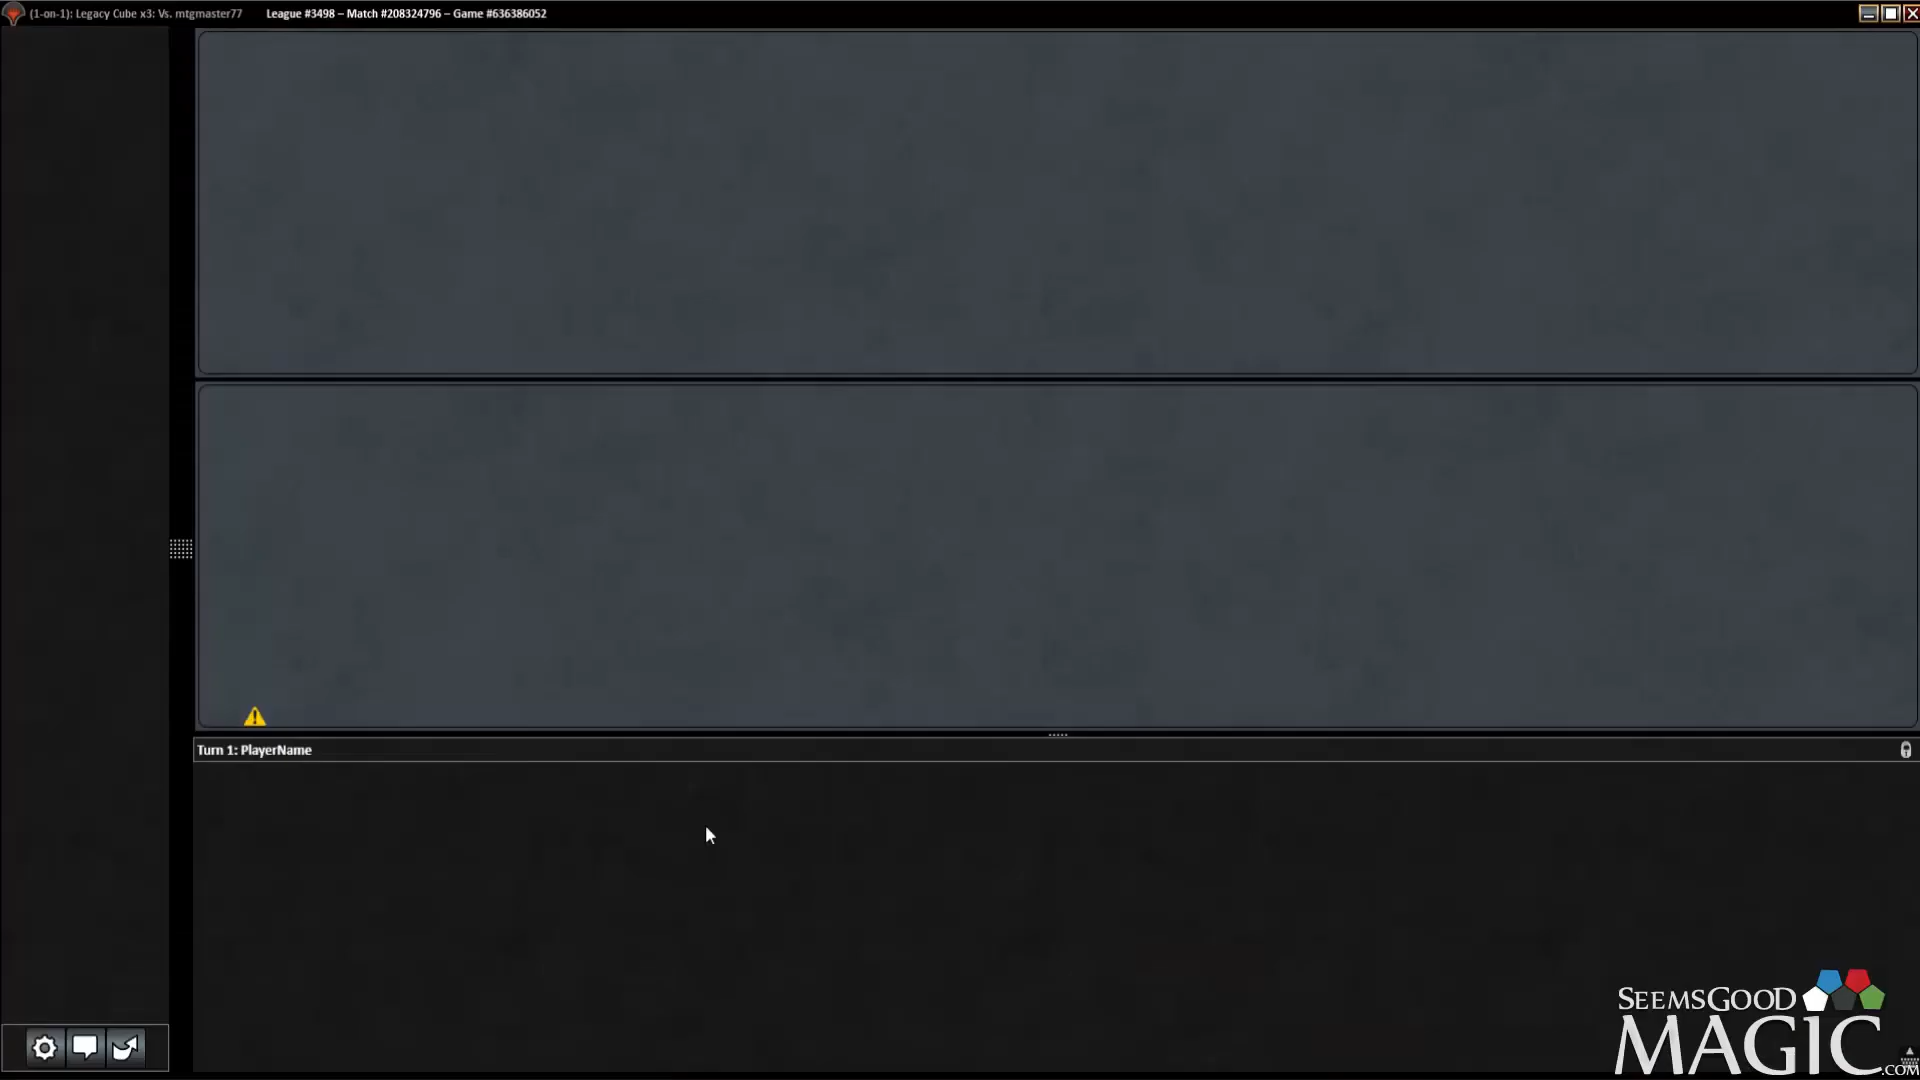 (1-on-1): Legacy Cube x3: Vs. mtgmaster77 League #3498 – Match #208324796 – Game #636386052
Turn 1: PlayerName
SEEMSGOOD
MAGIC.COM